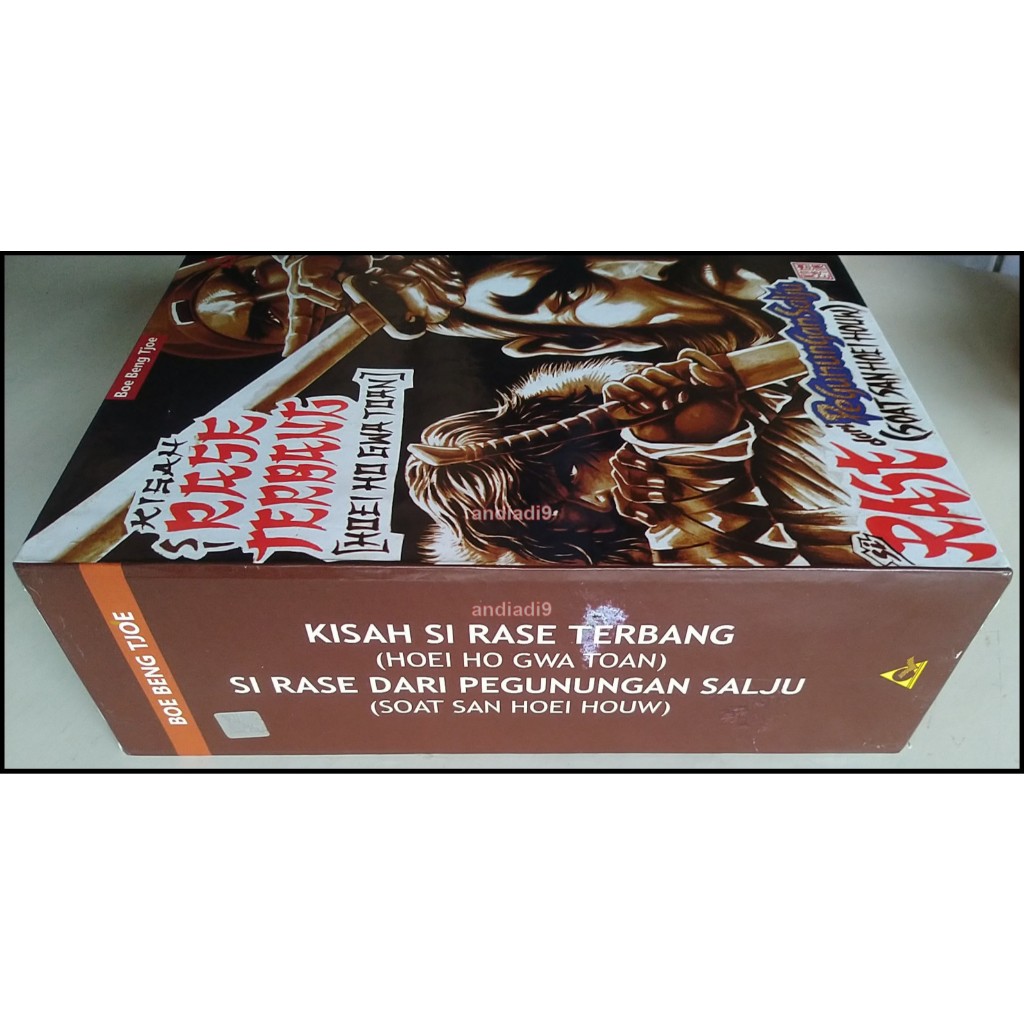 Boe Beng Tjoe
KISAH
SI RASE
TERBANG
[HOEI HO GWA TOAN]
SI RASE
dari Pegunungan Salju
(SOAT SAN HOEI HOUW)
andiadi9
andiadi9
BOE BENG TJOE
KISAH SI RASE TERBANG
(HOEI HO GWA TOAN)
SI RASE DARI PEGUNUNGAN SALJU
(SOAT SAN HOEI HOUW)